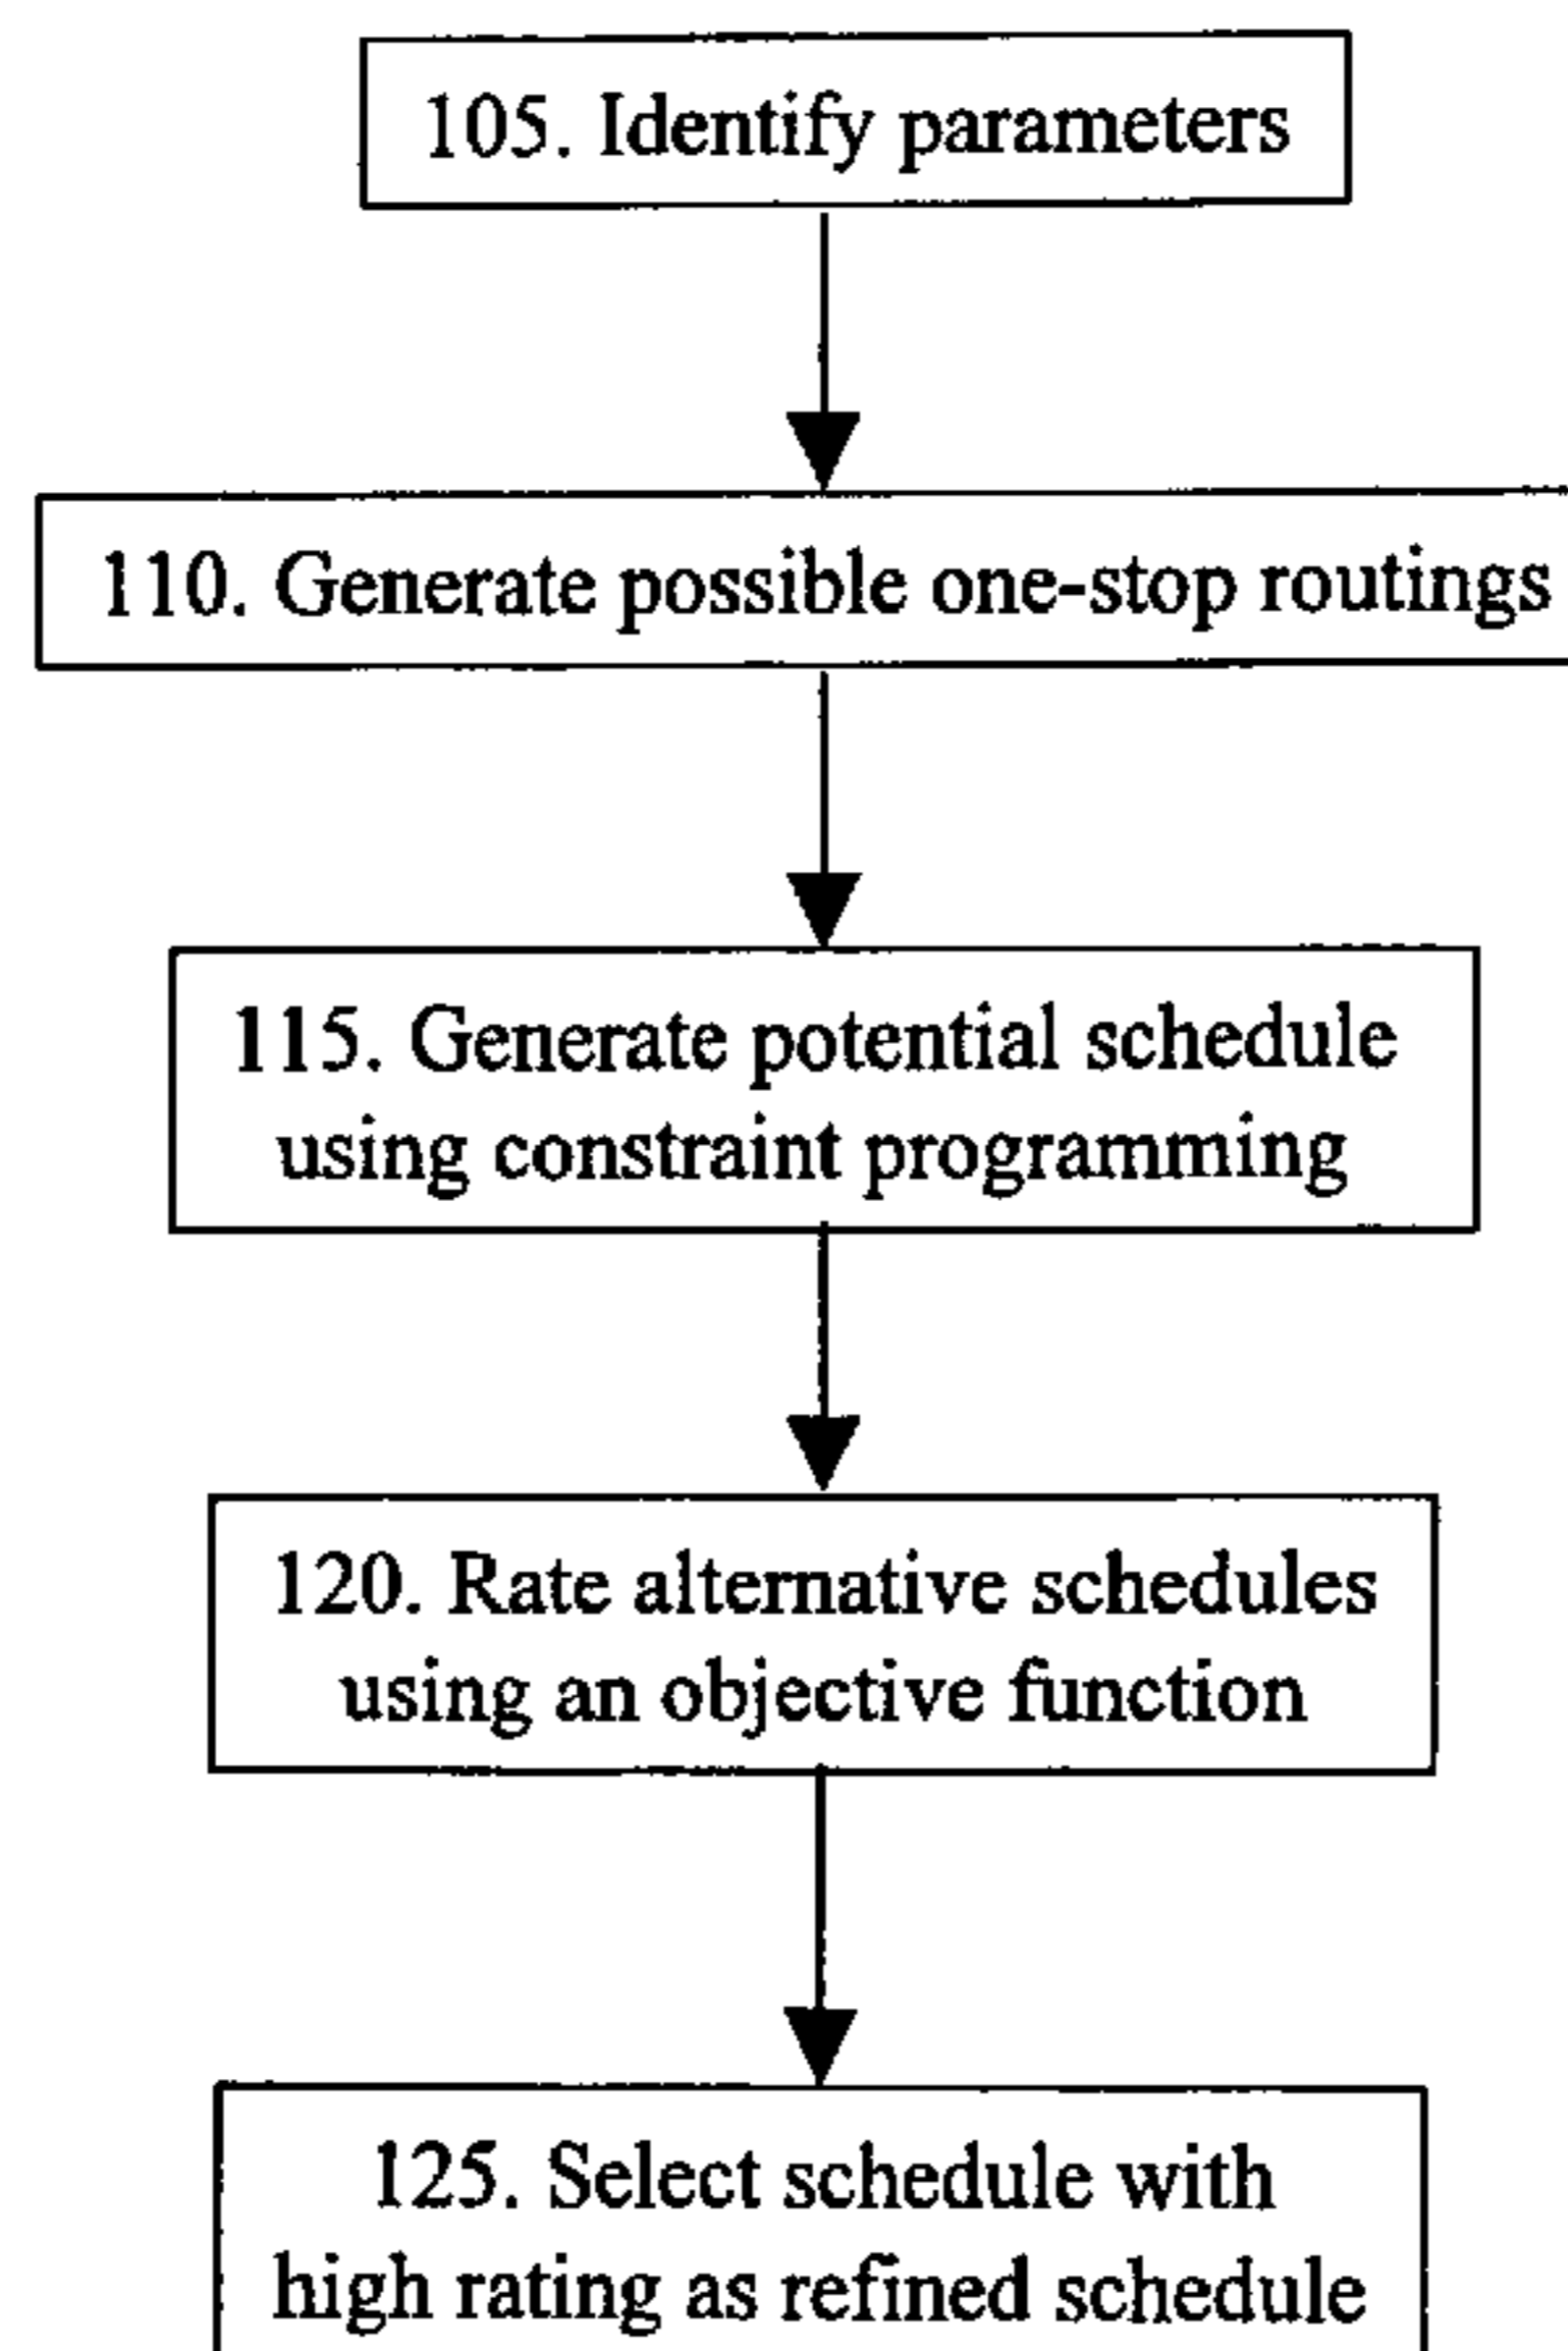 105. Identify parameters
110. Generate possible one-stop routings
115. Generate potential schedule
using constraint programming
120. Rate alternative schedules
using an objective function
125. Select schedule with
high rating as refined schedule